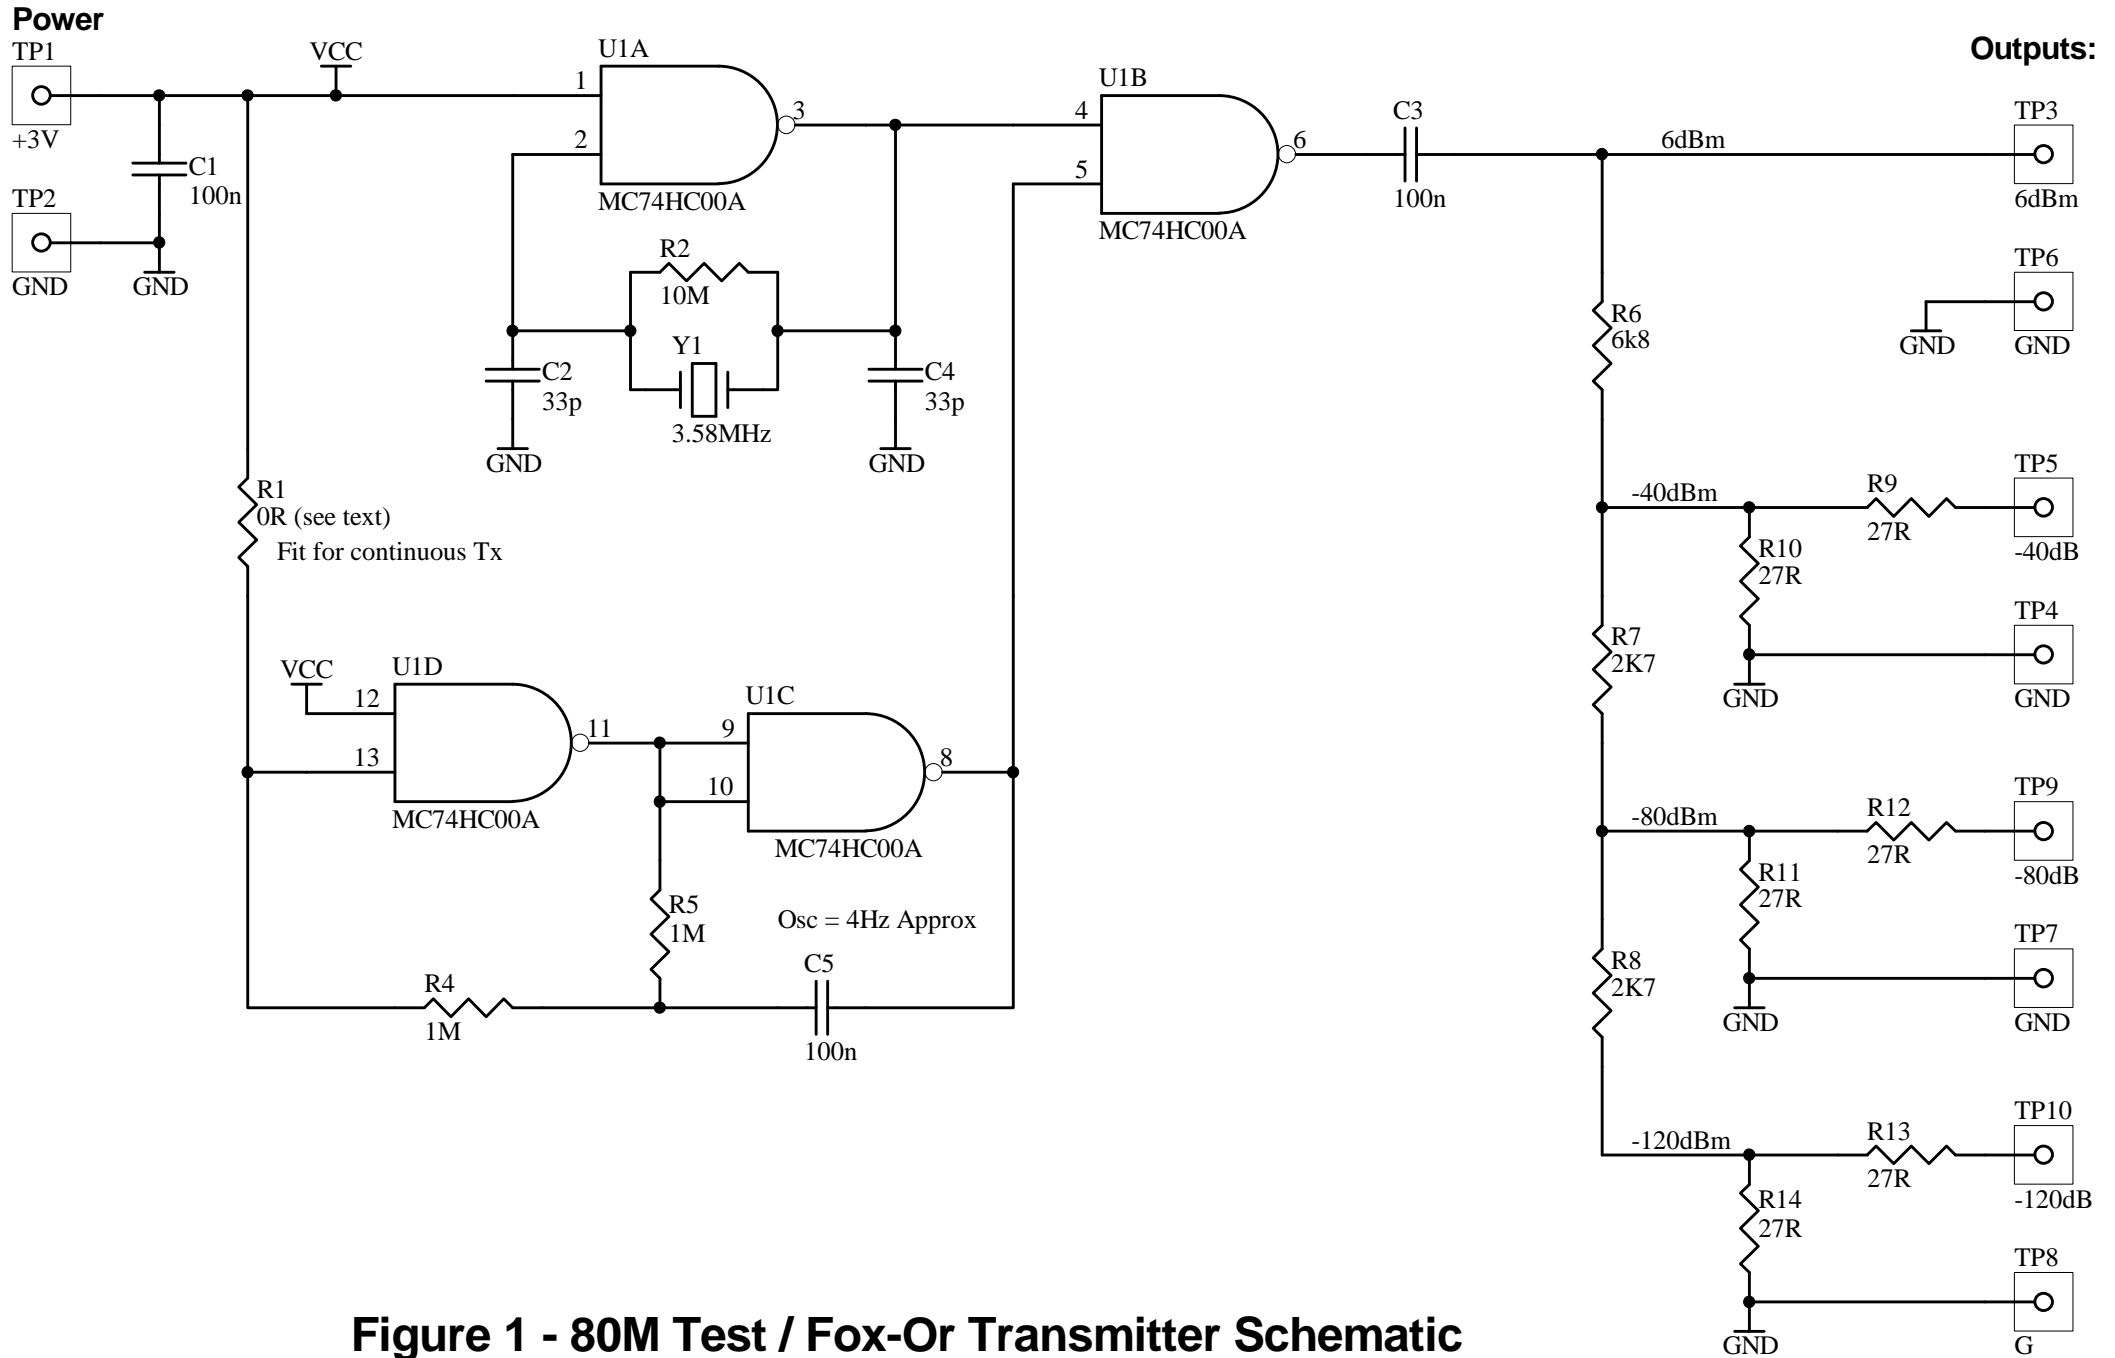 Power
TP1
+3V
TP2
GND
C1
100n
GND
VCC
U1A
1
2
3
MC74HC00A
R2
10M
Y1
3.58MHz
C2
33p
GND
C4
33p
GND
U1B
4
5
6
MC74HC00A
C3
100n
R1
0R (see text)
Fit for continuous Tx
VCC
U1D
12
13
11
MC74HC00A
U1C
9
10
8
MC74HC00A
R5
1M
Osc = 4Hz Approx
C5
100n
R4
1M
Outputs:
6dBm
TP3
6dBm
TP6
GND
GND
R6
6k8
-40dBm
R9
27R
TP5
-40dB
R10
27R
TP4
GND
GND
R7
2K7
-80dBm
R12
27R
TP9
-80dB
R11
27R
TP7
GND
GND
R8
2K7
-120dBm
R13
27R
TP10
-120dB
R14
27R
TP8
G
GND
Figure 1 - 80M Test / Fox-Or Transmitter Schematic